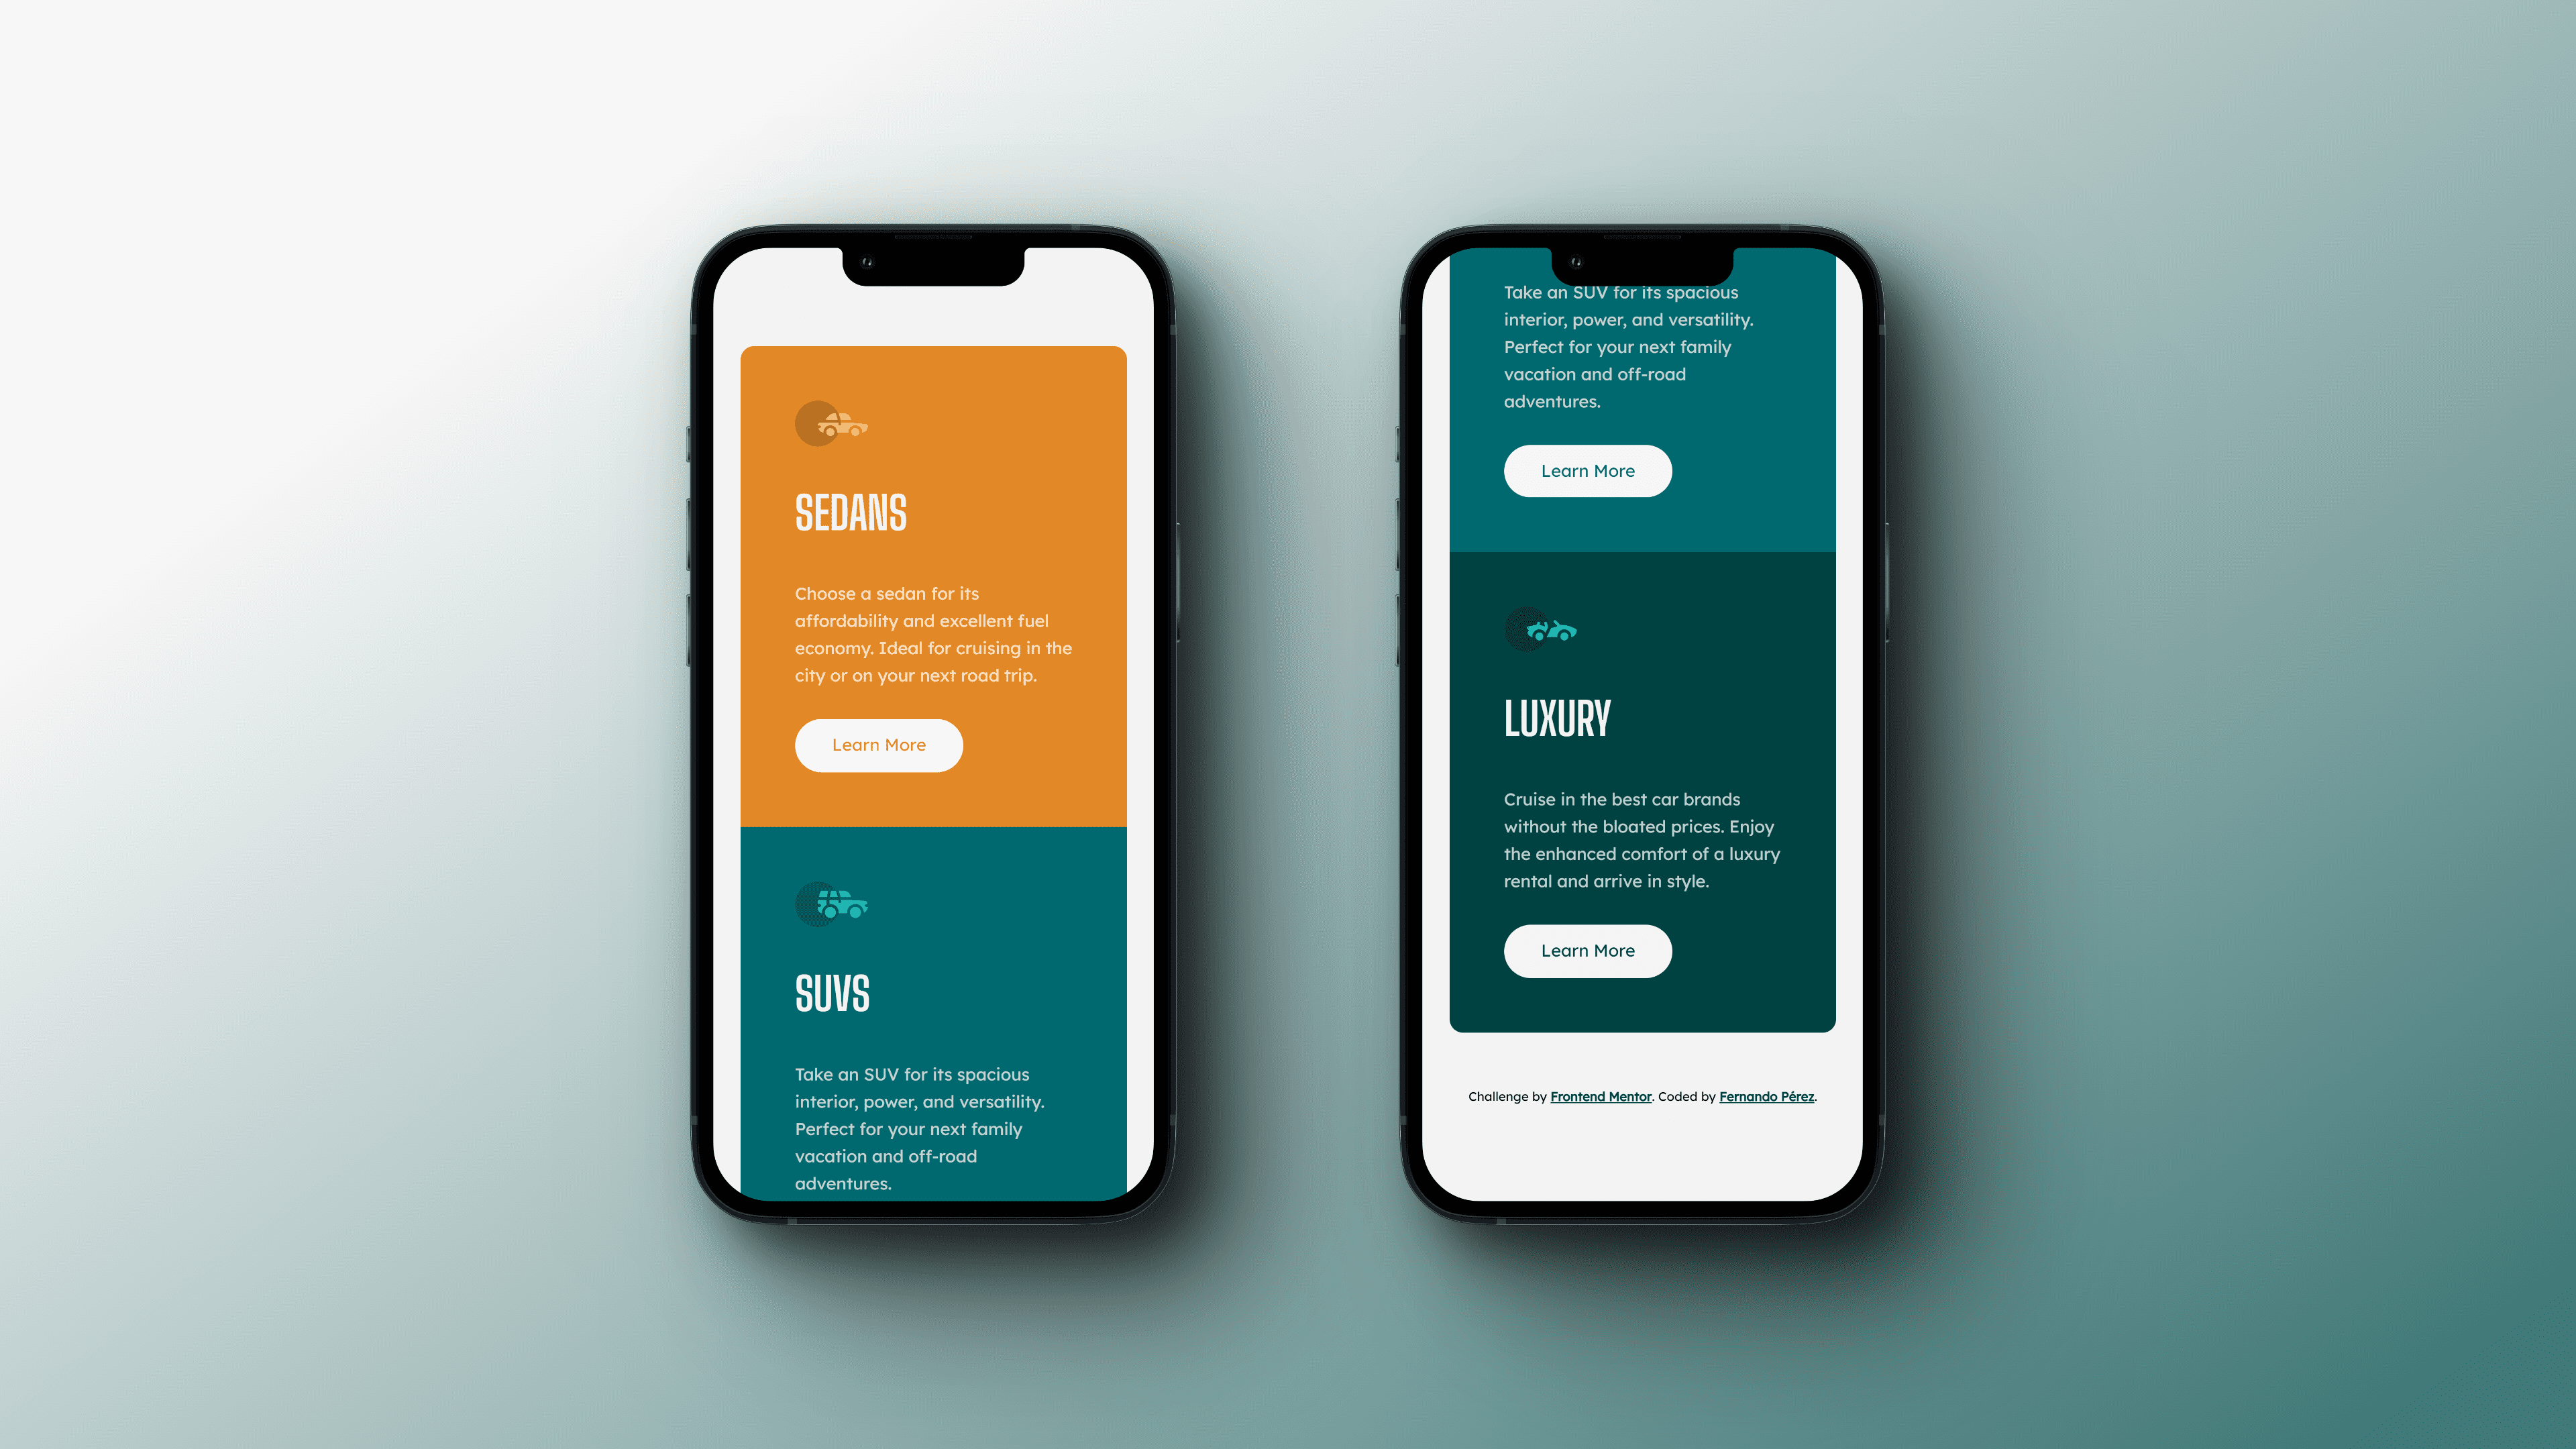 SEDANS
Choose a sedan for its
affordability and excellent fuel
economy. Ideal for cruising in the
city or on your next road trip.
Learn More
SUVS
Take an SUV for its spacious
interior, power, and versatility.
Perfect for your next family
vacation and off-road
adventures.
Take an SUV for its spacious
interior, power, and versatility.
Perfect for your next family
vacation and off-road
adventures.
Learn More
LUXURY
Cruise in the best car brands
without the bloated prices. Enjoy
the enhanced comfort of a luxury
rental and arrive in style.
Learn More
Challenge by Frontend Mentor. Coded by Fernando Pérez.